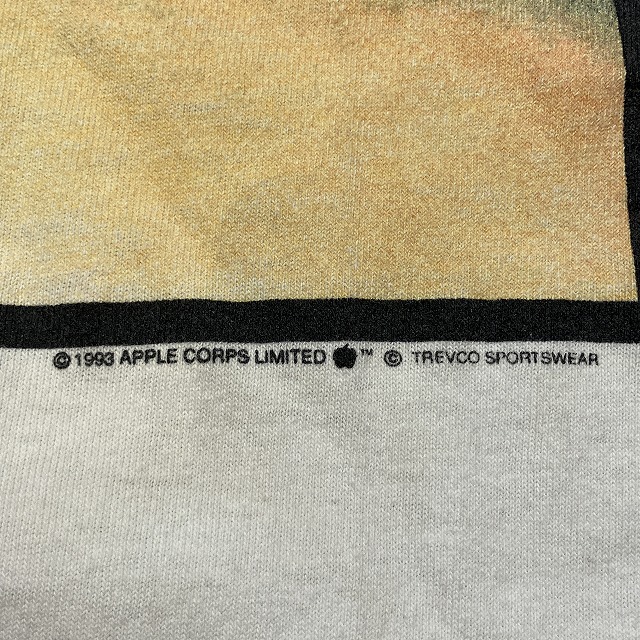 © 1993 APPLE CORPS LIMITED ™ © TREVCO SPORTSWEAR